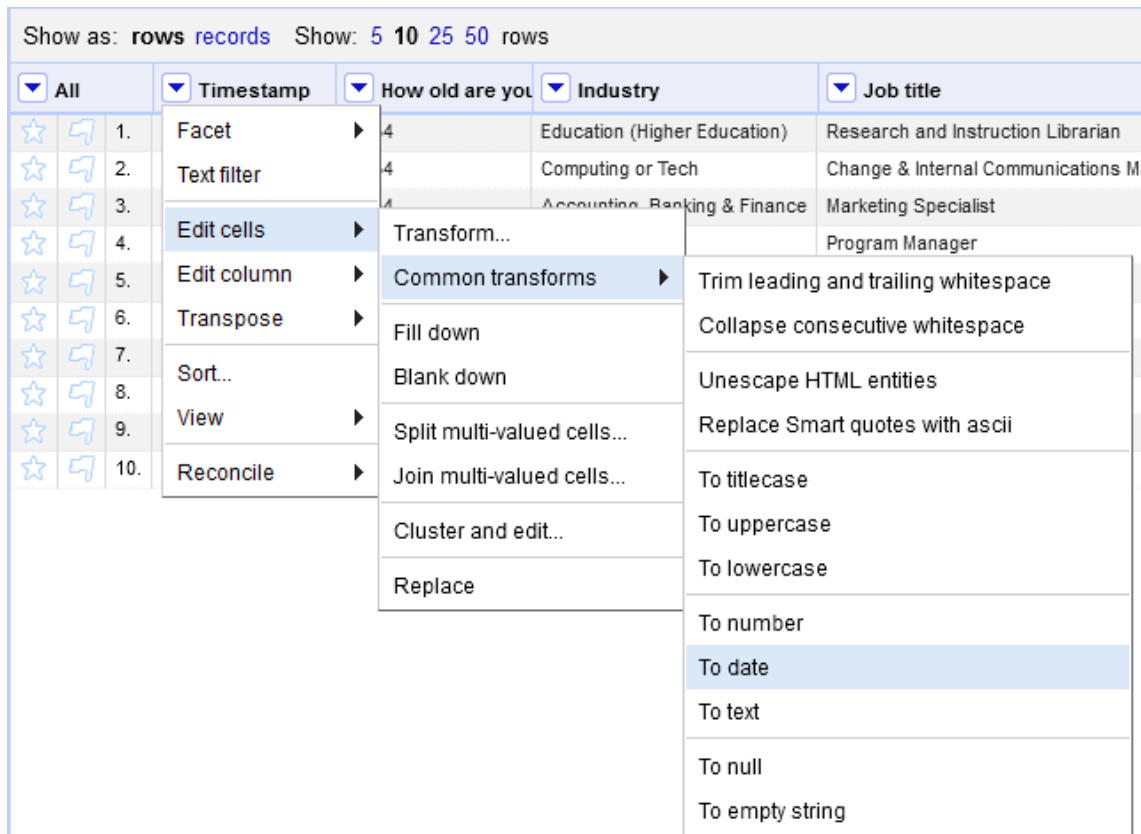 Show as: rows records Show: 5 10 25 50 rows
All Timestamp How old are you Industry Job title
1. 4 Education (Higher Education) Research and Instruction Librarian
2. 4 Computing or Tech Change & Internal Communications M
3. Accounting, Banking & Finance Marketing Specialist
4. Program Manager
5.
6.
7.
8.
9.
10.
Facet
Text filter
Edit cells
Edit column
Transpose
Sort...
View
Reconcile
Transform...
Common transforms
Fill down
Blank down
Split multi-valued cells...
Join multi-valued cells...
Cluster and edit...
Replace
Trim leading and trailing whitespace
Collapse consecutive whitespace
Unescape HTML entities
Replace Smart quotes with ascii
To titlecase
To uppercase
To lowercase
To number
To date
To text
To null
To empty string